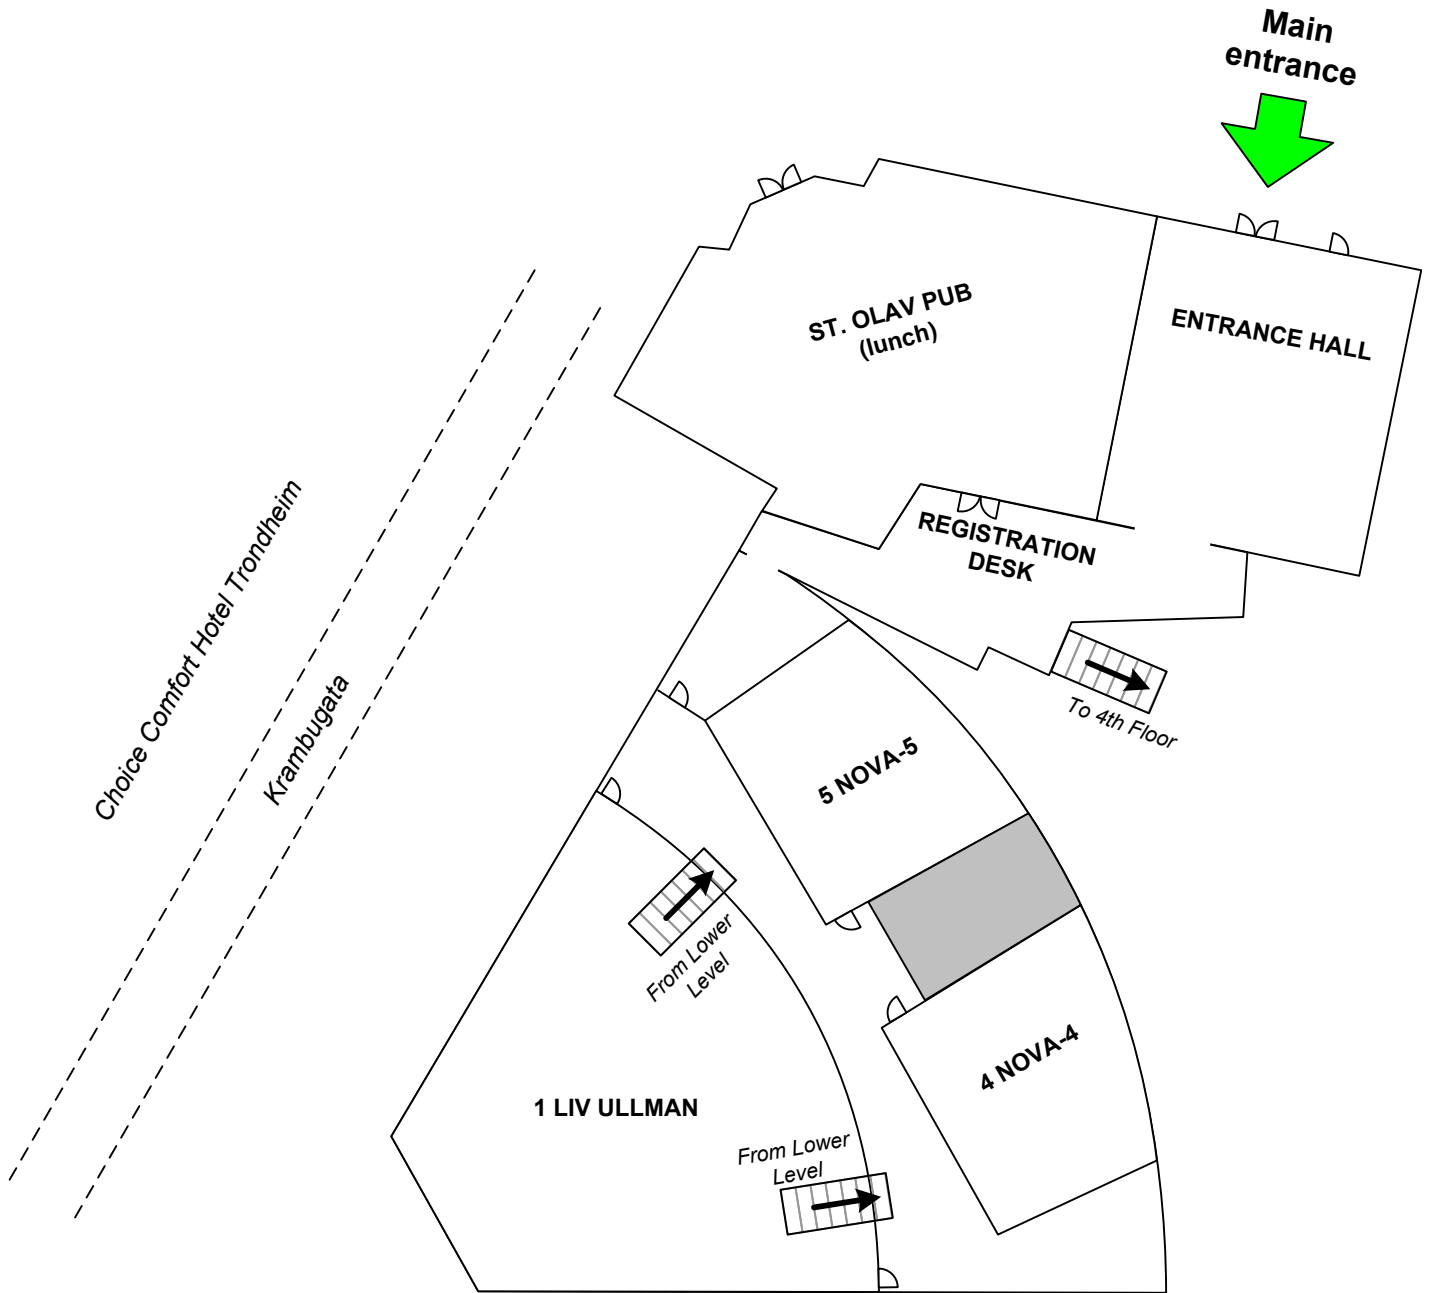 Main
entrance
ST. OLAV PUB
(lunch)
ENTRANCE HALL
REGISTRATION
DESK
Choice Comfort Hotel Trondheim
Krambugata
To 4th Floor
5 NOVA-5
From Lower
Level
4 NOVA-4
1 LIV ULLMAN
From Lower
Level